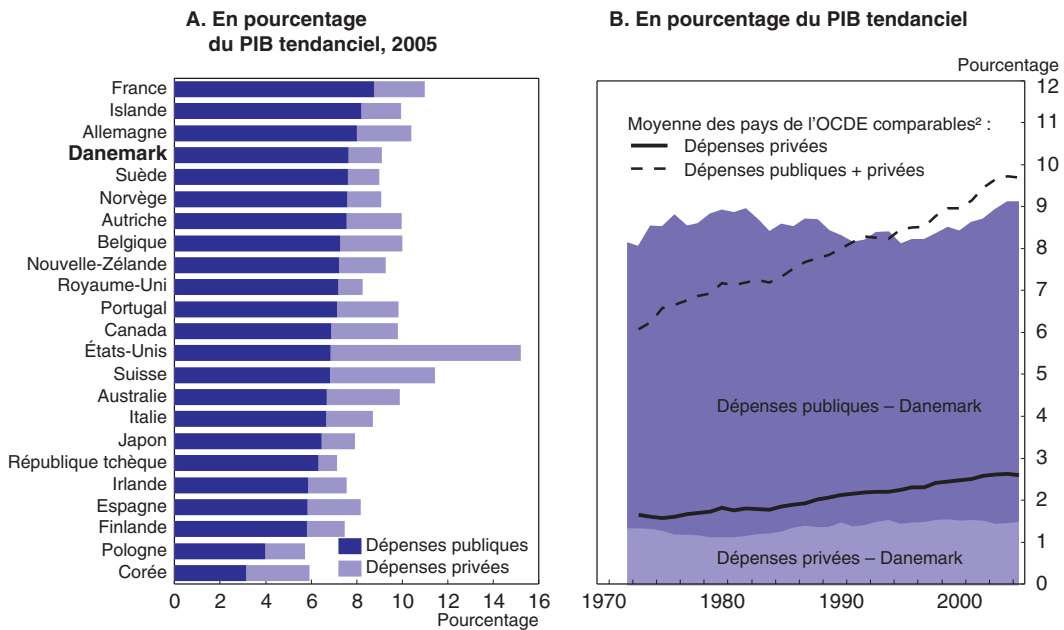 A. En pourcentage
du PIB tendanciel, 2005
France
Islande
Allemagne
Danemark
Suède
Norvège
Autriche
Belgique
Nouvelle-Zélande
Royaume-Uni
Portugal
Canada
États-Unis
Suisse
Australie
Italie
Japon
République tchèque
Irlande
Espagne
Finlande
Pologne
Corée
Dépenses publiques
Dépenses privées
0 2 4 6 8 10 12 14 16
Pourcentage
B. En pourcentage du PIB tendanciel
Pourcentage
12
11
10
9
8
7
6
5
4
3
2
1
0
Moyenne des pays de l'OCDE comparables² :
Dépenses privées
Dépenses publiques + privées
Dépenses publiques – Danemark
Dépenses privées – Danemark
1970 1980 1990 2000